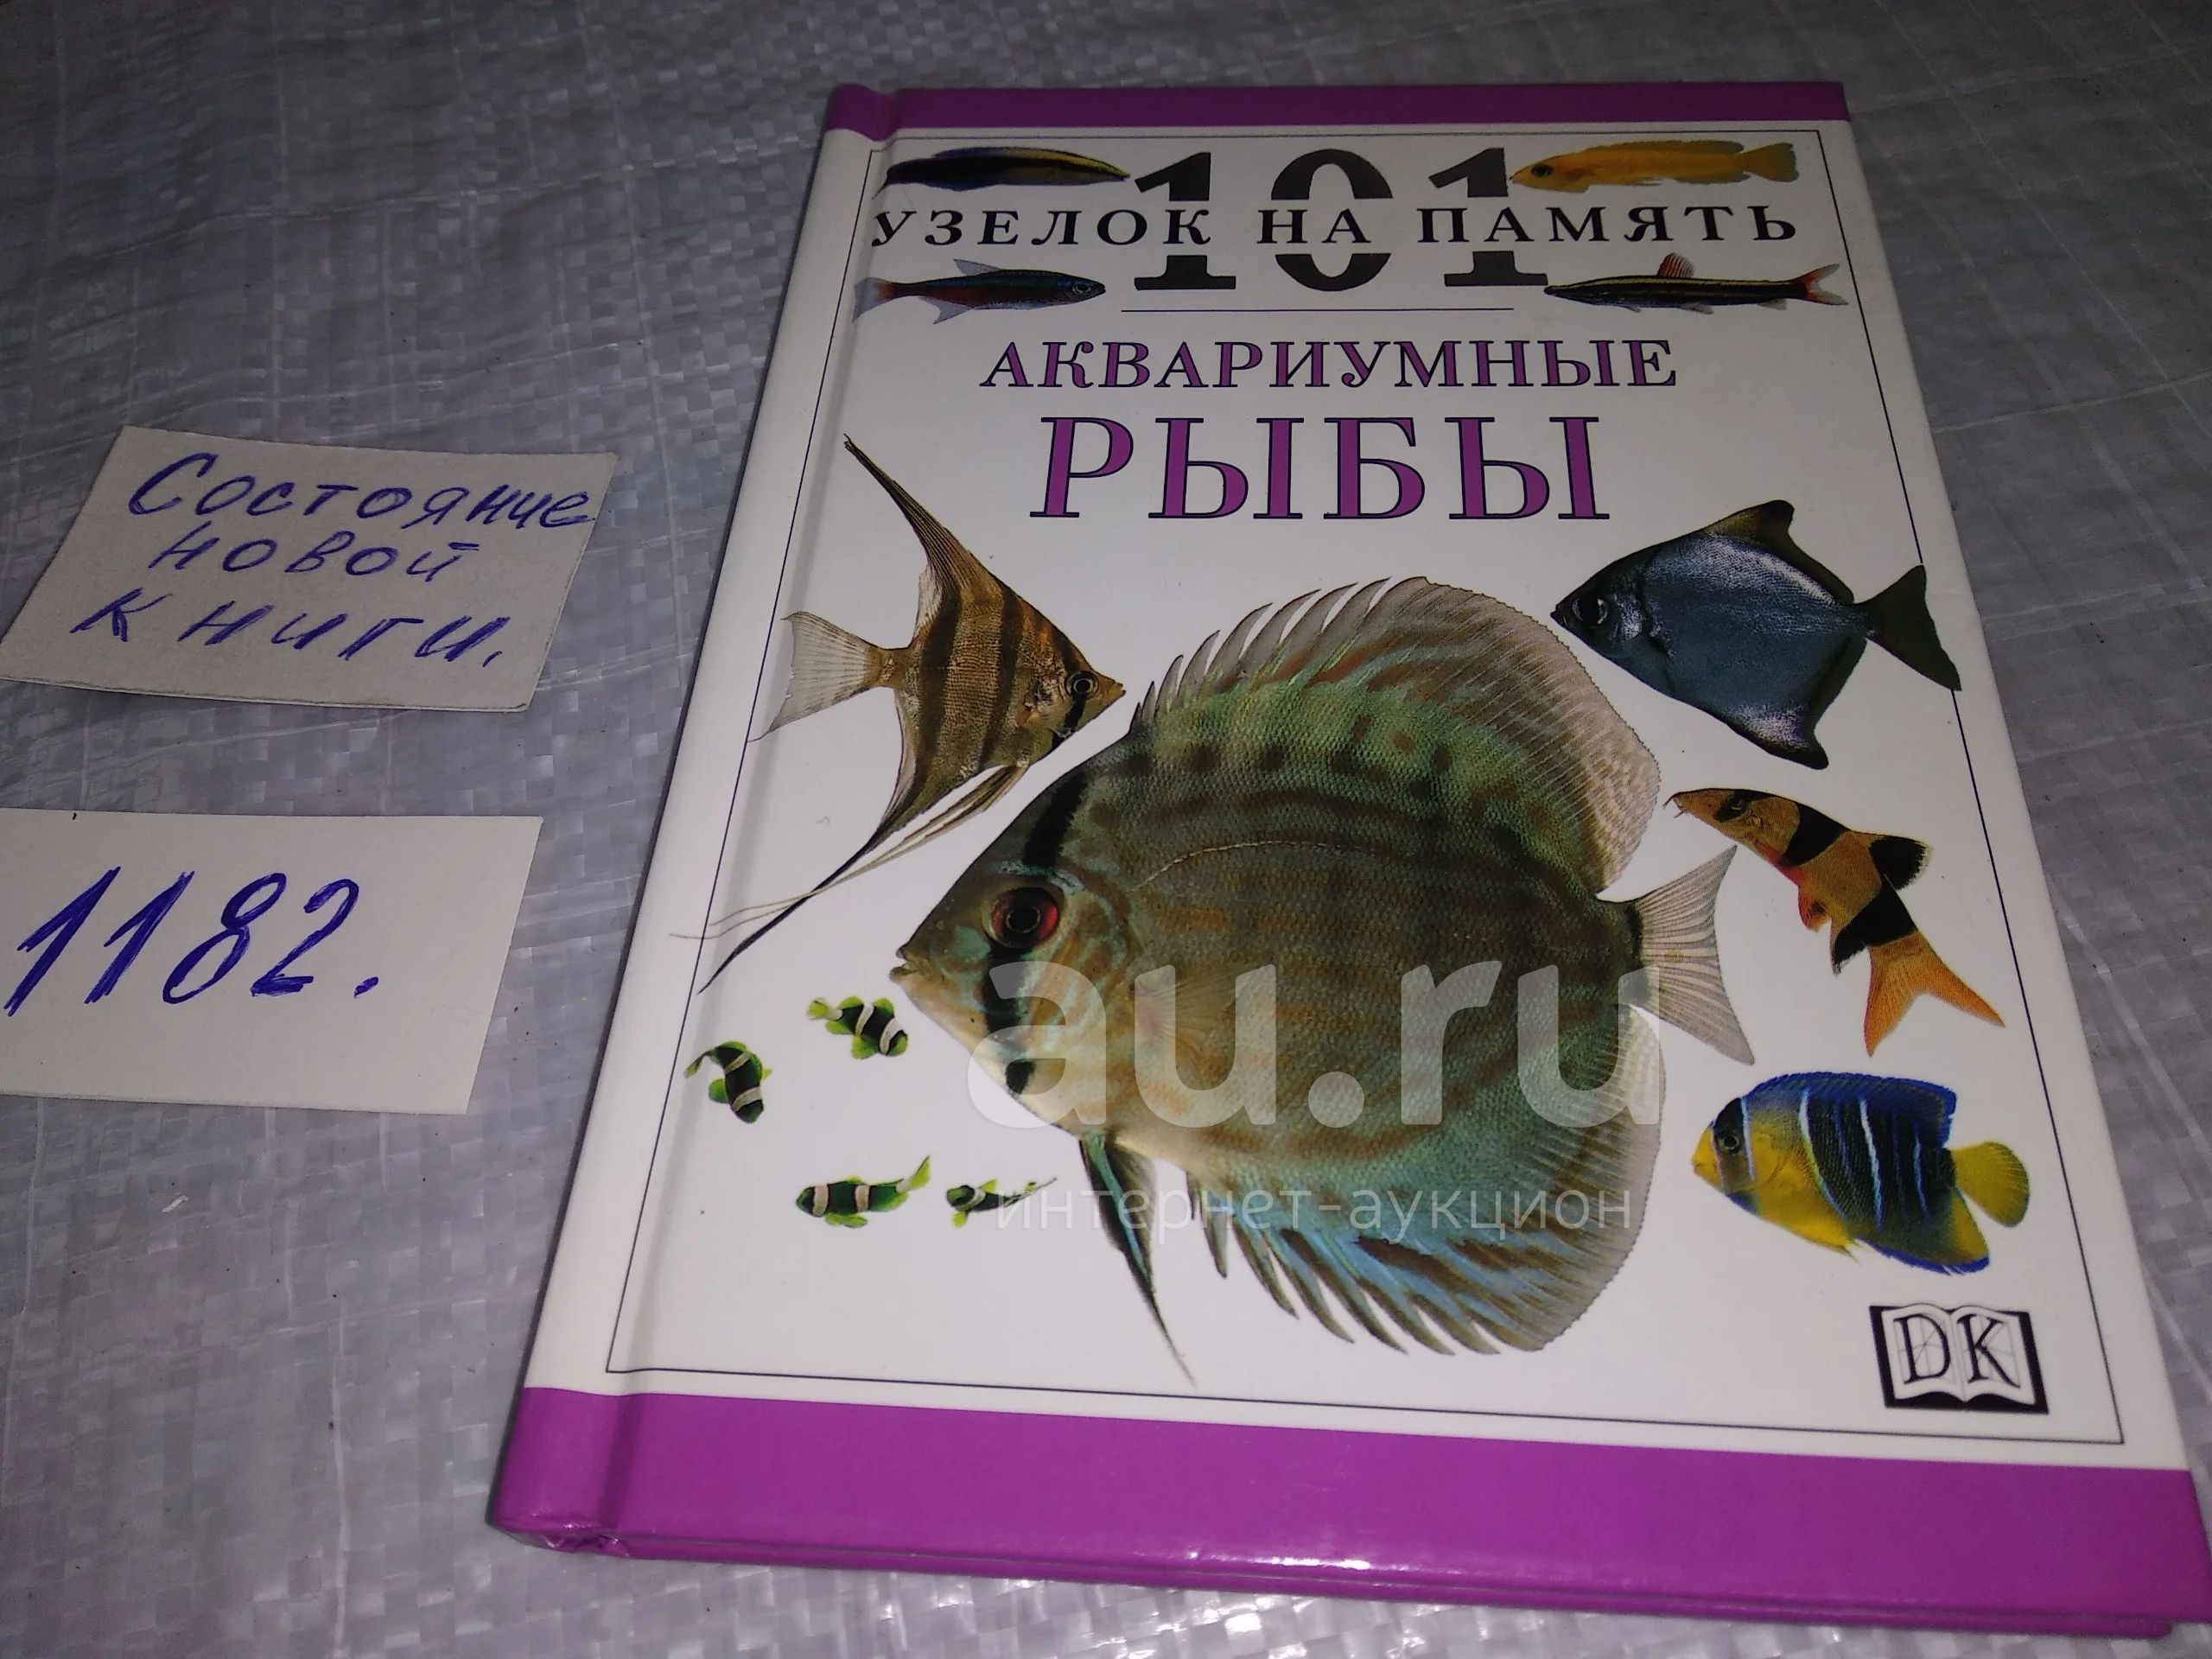 101
УЗЕЛОК НА ПАМЯТЬ
АКВАРИУМНЫЕ
РЫБЫ
Состояние
новой
книги.
1182.
au.ru
интернет-аукцион
DK